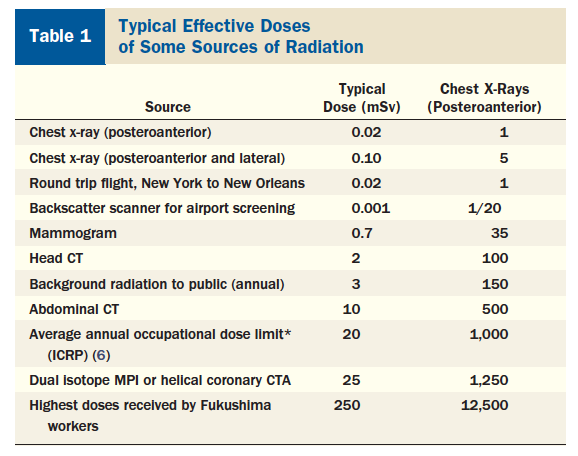 Table 1
Typical Effective Doses
of Some Sources of Radiation
Source Typical Dose (mSv) Chest X-Rays (Posteroanterior)
Chest x-ray (posteroanterior) 0.02 1
Chest x-ray (posteroanterior and lateral) 0.10 5
Round trip flight, New York to New Orleans 0.02 1
Backscatter scanner for airport screening 0.001 1/20
Mammogram 0.7 35
Head CT 2 100
Background radiation to public (annual) 3 150
Abdominal CT 10 500
Average annual occupational dose limit* 20 1,000
(ICRP) (6)
Dual isotope MPI or helical coronary CTA 25 1,250
Highest doses received by Fukushima 250 12,500
workers